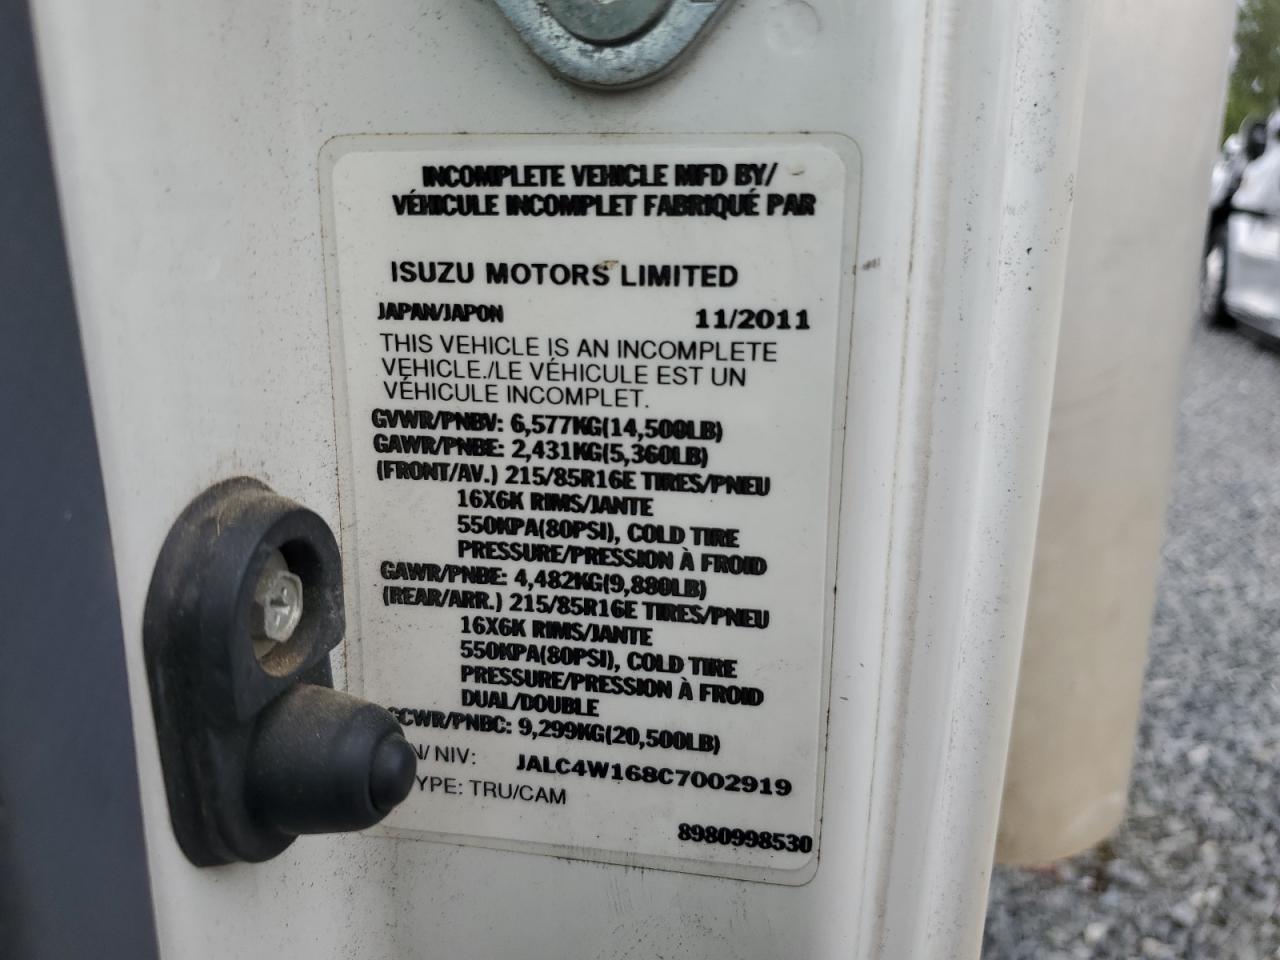 INCOMPLETE VEHICLE MFD BY/
VÉHICULE INCOMPLET FABRIQUÉ PAR
ISUZU MOTORS LIMITED
JAPAN/JAPON 11/2011
THIS VEHICLE IS AN INCOMPLETE
VEHICLE./LE VÉHICULE EST UN
VÉHICULE INCOMPLET.
GVWR/PNBV: 6,577KG(14,500LB)
GAWR/PNBE: 2,431KG(5,360LB)
(FRONT/AV.) 215/85R16E TIRES/PNEU
16X6K RIMS/JANTE
550KPA(80PSI), COLD TIRE
PRESSURE/PRESSION À FROID
GAWR/PNBE: 4,482KG(9,880LB)
(REAR/ARR.) 215/85R16E TIRES/PNEU
16X6K RIMS/JANTE
550KPA(80PSI), COLD TIRE
PRESSURE/PRESSION À FROID
DUAL/DOUBLE
GCWR/PNBC: 9,299KG(20,500LB)
N/ NIV: JALC4W168C7002919
YPE: TRU/CAM
8980998530